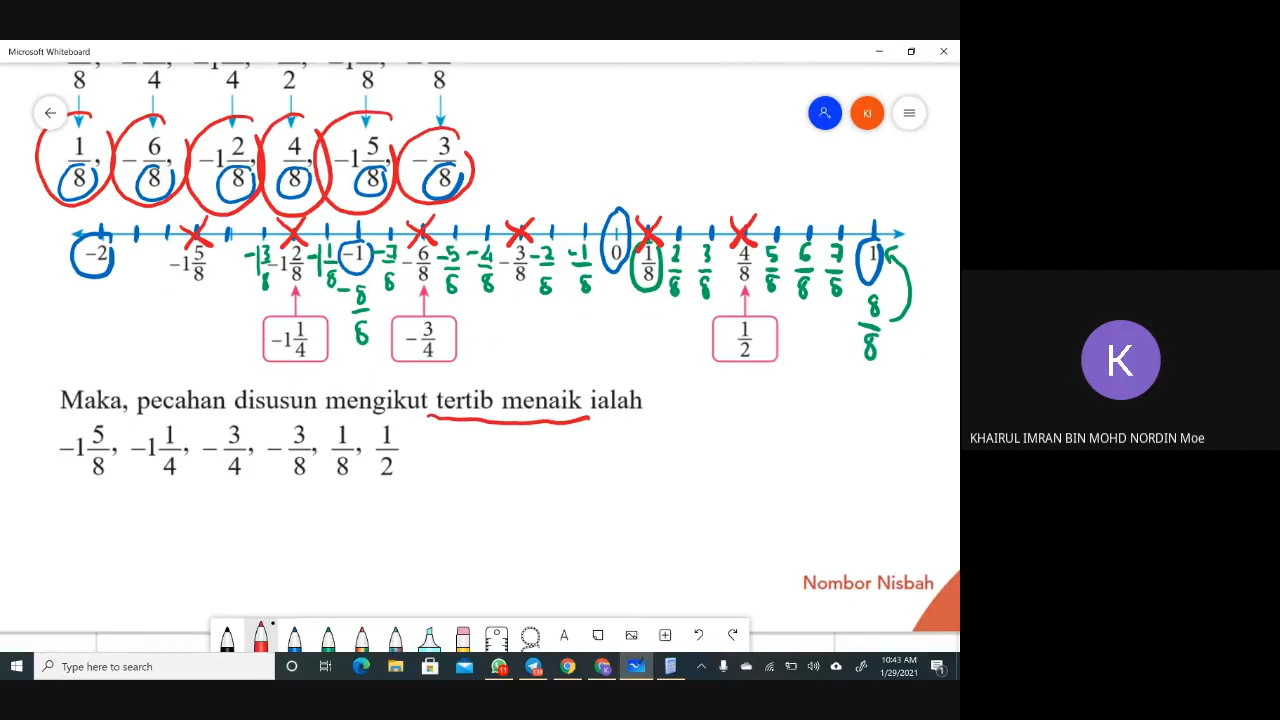 Microsoft Whiteboard
8 4 4 2 8 8
1/8, -6/8, -1 2/8, 4/8, -1 5/8, -3/8
KI
-2 -1 5/8 -1 3/8 -1 2/8 -1 1/8 -1 -7/8 -6/8 -5/8 -4/8 -3/8 -2/8 -1/8 0 1/8 2/8 3/8 4/8 5/8 6/8 7/8 1
-8/8 8/8
-1 1/4 -3/4 1/2
Maka, pecahan disusun mengikut tertib menaik ialah
-1 5/8, -1 1/4, -3/4, -3/8, 1/8, 1/2
Nombor Nisbah
K
KHAIRUL IMRAN BIN MOHD NORDIN Moe
A
Type here to search
11
10:43 AM
1/29/2021
1